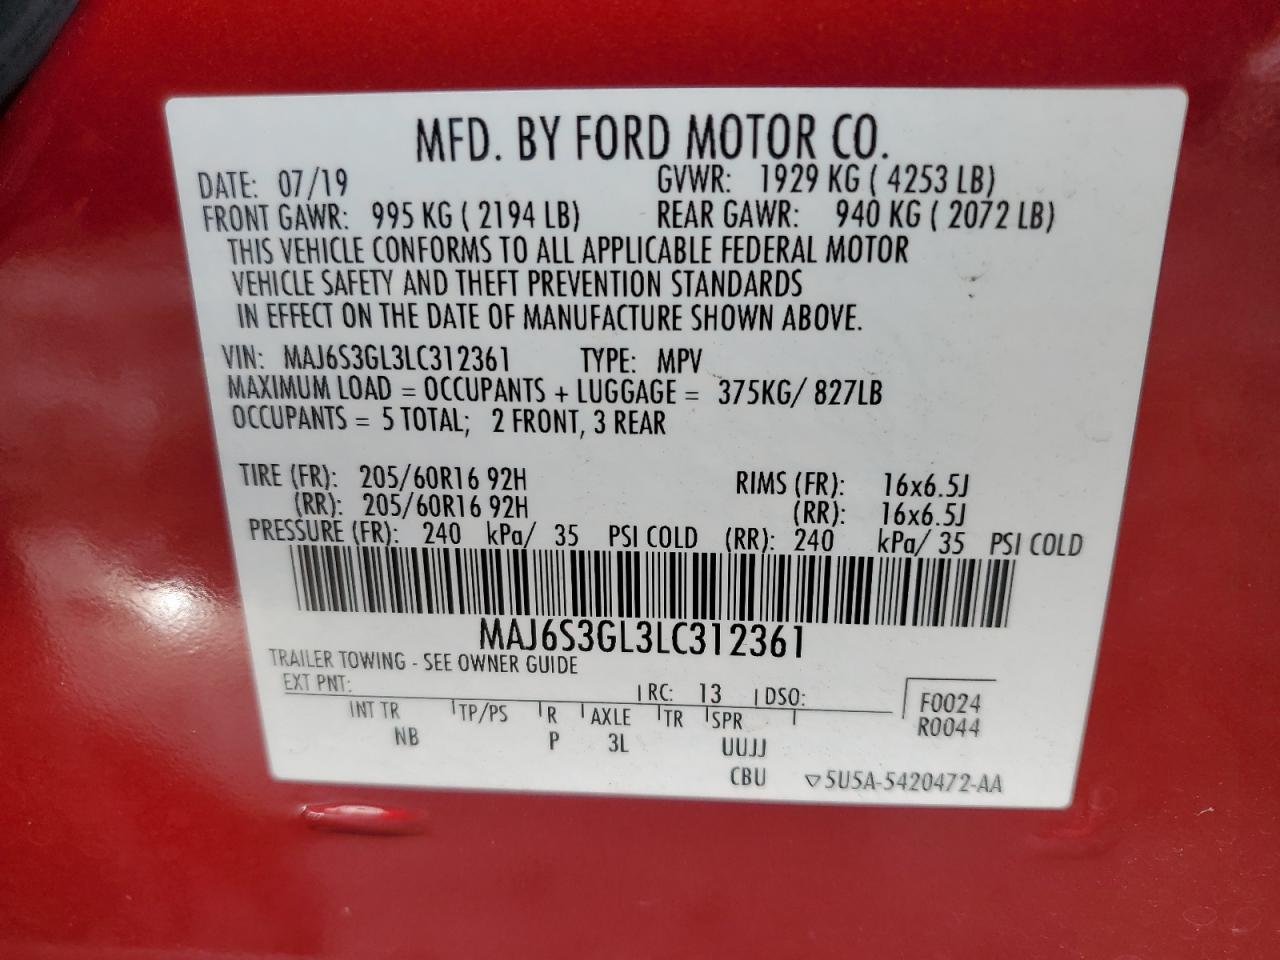 MFD. BY FORD MOTOR CO.
DATE: 07/19 GVWR: 1929 KG ( 4253 LB)
FRONT GAWR: 995 KG ( 2194 LB) REAR GAWR: 940 KG ( 2072 LB)
THIS VEHICLE CONFORMS TO ALL APPLICABLE FEDERAL MOTOR
VEHICLE SAFETY AND THEFT PREVENTION STANDARDS
IN EFFECT ON THE DATE OF MANUFACTURE SHOWN ABOVE.
VIN: MAJ6S3GL3LC312361 TYPE: MPV
MAXIMUM LOAD = OCCUPANTS + LUGGAGE = 375KG/ 827LB
OCCUPANTS = 5 TOTAL; 2 FRONT, 3 REAR
TIRE (FR): 205/60R16 92H RIMS (FR): 16x6.5J
(RR): 205/60R16 92H (RR): 16x6.5J
PRESSURE (FR): 240 kPa/ 35 PSI COLD (RR): 240 kPa/ 35 PSI COLD
MAJ6S3GL3LC312361
TRAILER TOWING - SEE OWNER GUIDE
EXT PNT: RC: 13 DSO: F0024
INT TR TP/PS R AXLE TR SPR R0044
NB P 3L UUJJ
CBU ▽5U5A-5420472-AA